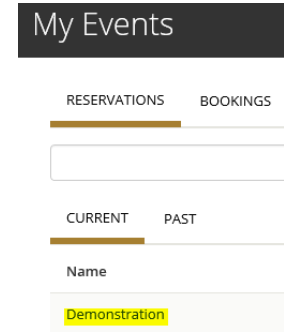 My Events
RESERVATIONS BOOKINGS
CURRENT PAST
Name
Demonstration